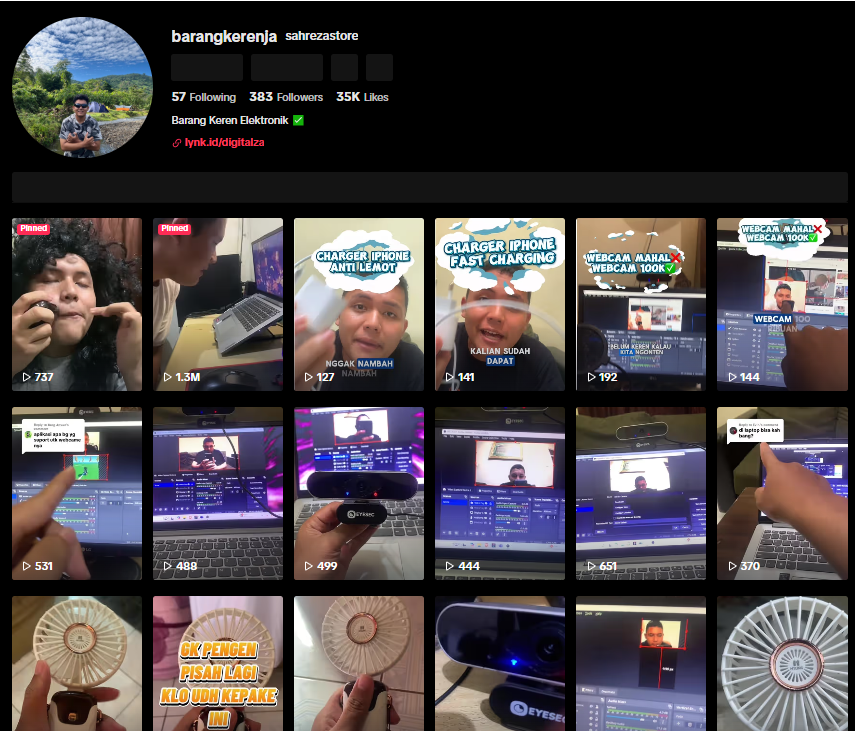 barangkerenja sahrezastore
57 Following 383 Followers 35K Likes
Barang Keren Elektronik ✅
lynk.id/digitalza
Pinned
737
Pinned
1.3M
CHARGER IPHONE
ANTI LEMOT
NGGAK NAMBAH
NAMBAH
127
CHARGER IPHONE
FAST CHARGING
KALIAN SUDAH
DAPAT
141
WEBCAM MAHAL❌
WEBCAM 100K✅
BELUM KEREN KALAU
KITA NGONTEN
192
WEBCAM MAHAL❌
WEBCAM 100K✅
WEBCAM 100
144
aplikasi apa bg yg
suport otk webcame
nya
531
488
EYESEC
499
444
651
di laptop bisa kah
bang?
370
GK PENGEN
PISAH LAGI
KLO UDH KEPAKE
INI
EYESEC